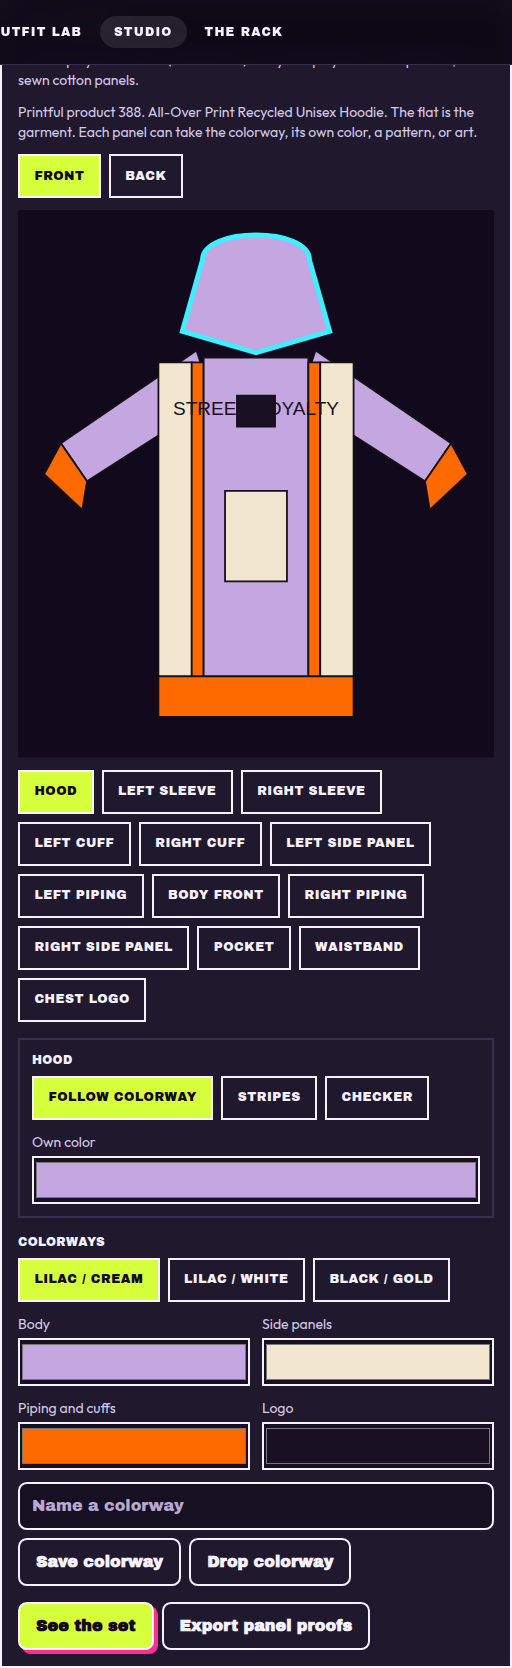 UTFIT LAB STUDIO THE RACK
sewn cotton panels.
Printful product 388. All-Over Print Recycled Unisex Hoodie. The flat is the
garment. Each panel can take the colorway, its own color, a pattern, or art.
FRONT BACK
STREE OYALTY
HOOD LEFT SLEEVE RIGHT SLEEVE
LEFT CUFF RIGHT CUFF LEFT SIDE PANEL
LEFT PIPING BODY FRONT RIGHT PIPING
RIGHT SIDE PANEL POCKET WAISTBAND
CHEST LOGO
HOOD
FOLLOW COLORWAY STRIPES CHECKER
Own color
COLORWAYS
LILAC / CREAM LILAC / WHITE BLACK / GOLD
Body Side panels
Piping and cuffs Logo
Name a colorway
Save colorway Drop colorway
See the set Export panel proofs